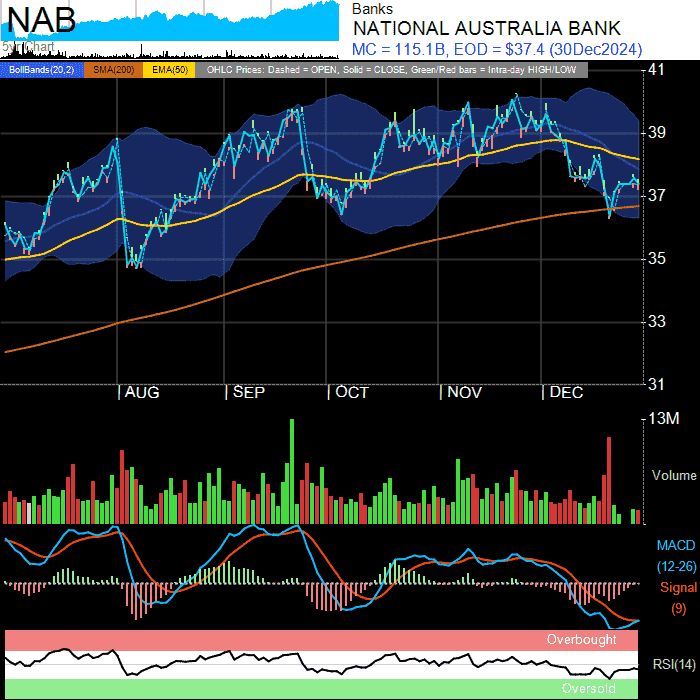 NAB
5yr Chart
Banks
NATIONAL AUSTRALIA BANK
MC = 115.1B, EOD = $37.4 (30Dec2024)
BollBands(20,2) SMA(200) EMA(50) OHLC Prices: Dashed = OPEN, Solid = CLOSE, Green/Red bars = Intra-day HIGH/LOW
41
39
37
35
33
31
AUG SEP OCT NOV DEC
13M
Volume
MACD
(12-26)
Signal
(9)
Overbought
RSI(14)
Oversold